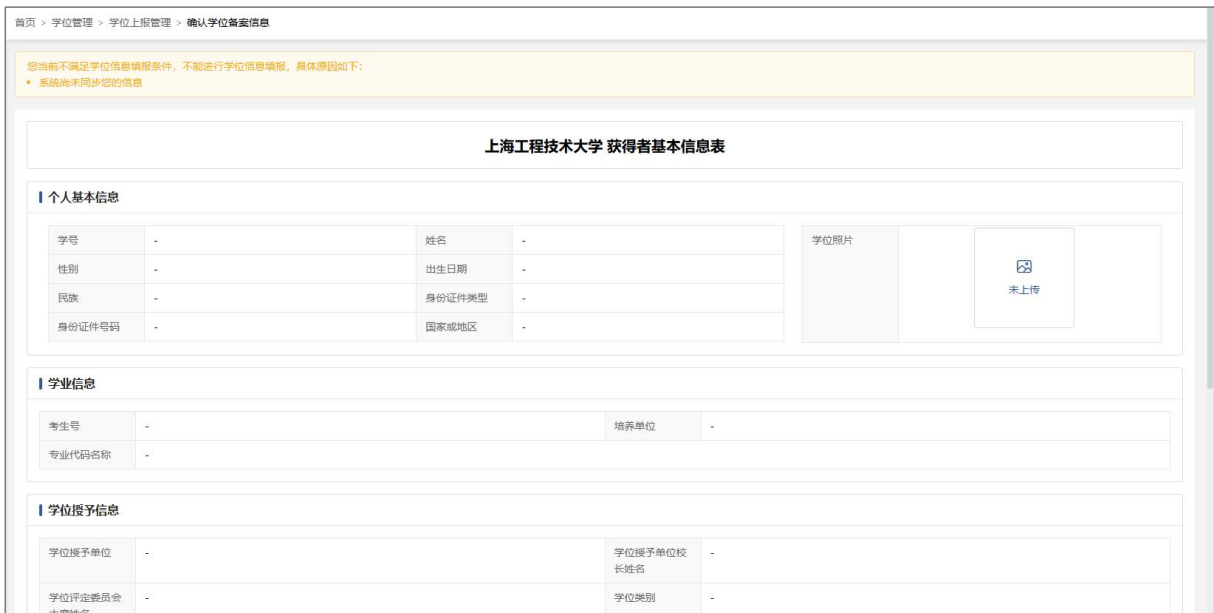 首页 > 学位管理 > 学位上报管理 > 确认学位备案信息
您当前不满足学位信息填报条件，不能进行学位信息填报，具体原因如下：
• 系统尚未同步您的信息
上海工程技术大学 获得者基本信息表
个人基本信息
学号 - 姓名 - 学位照片
性别 - 出生日期 -
未上传
民族 - 身份证件类型 -
身份证件号码 - 国家或地区 -
学业信息
考生号 - 培养单位 -
专业代码名称 -
学位授予信息
学位授予单位 - 学位授予单位校
长姓名 -
学位评定委员会 - 学位类别 -
主席姓名